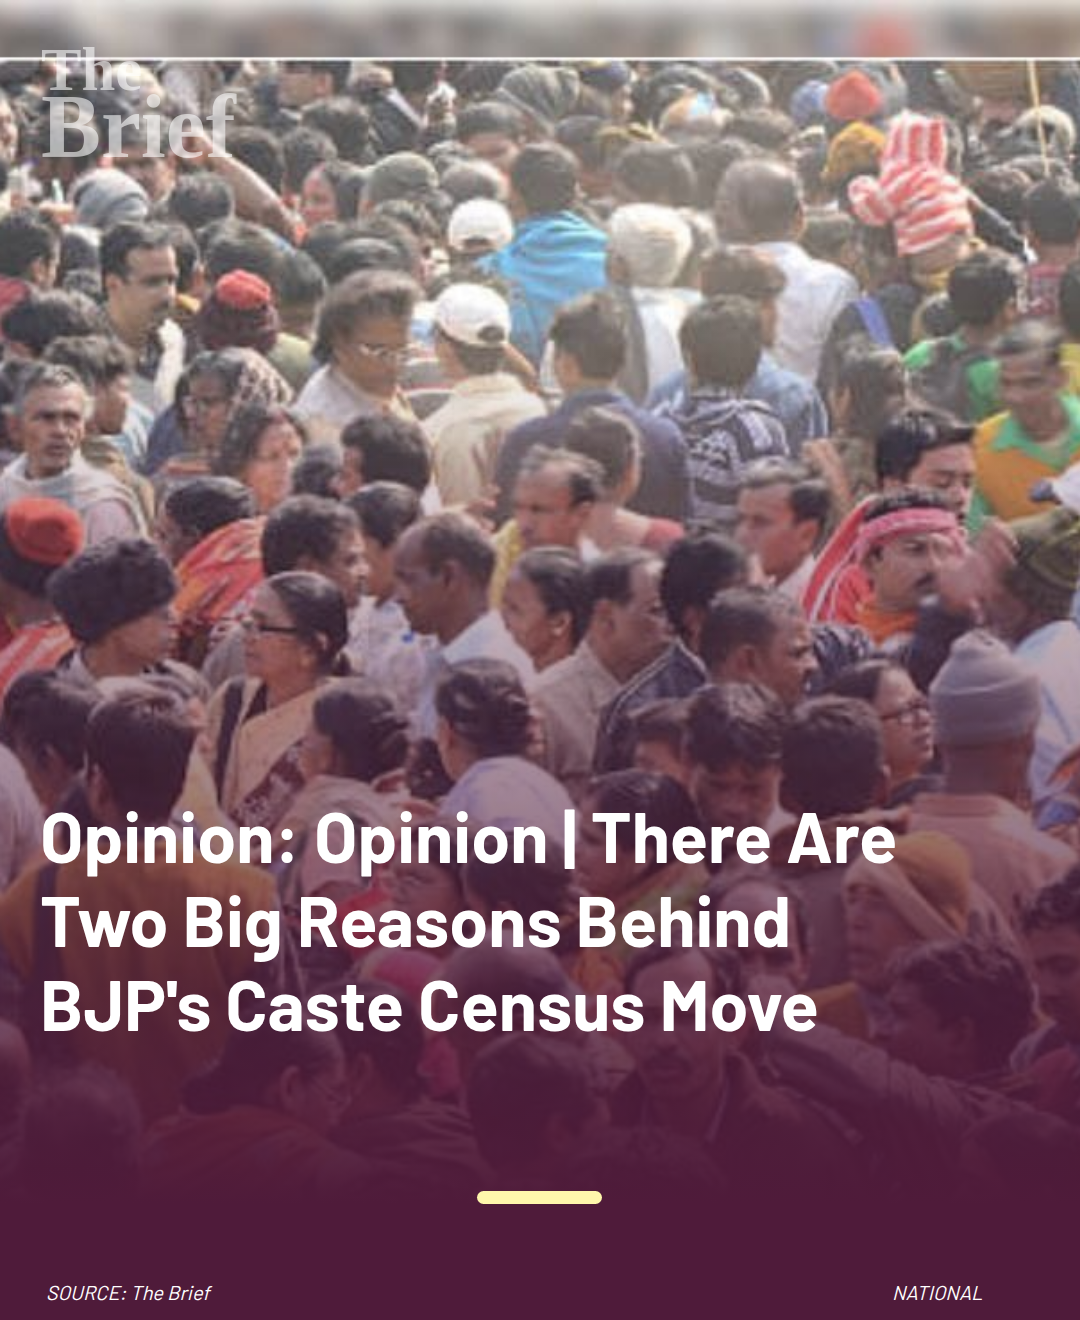 The
Brief
Opinion: Opinion | There Are
Two Big Reasons Behind
BJP's Caste Census Move
SOURCE: The Brief
NATIONAL